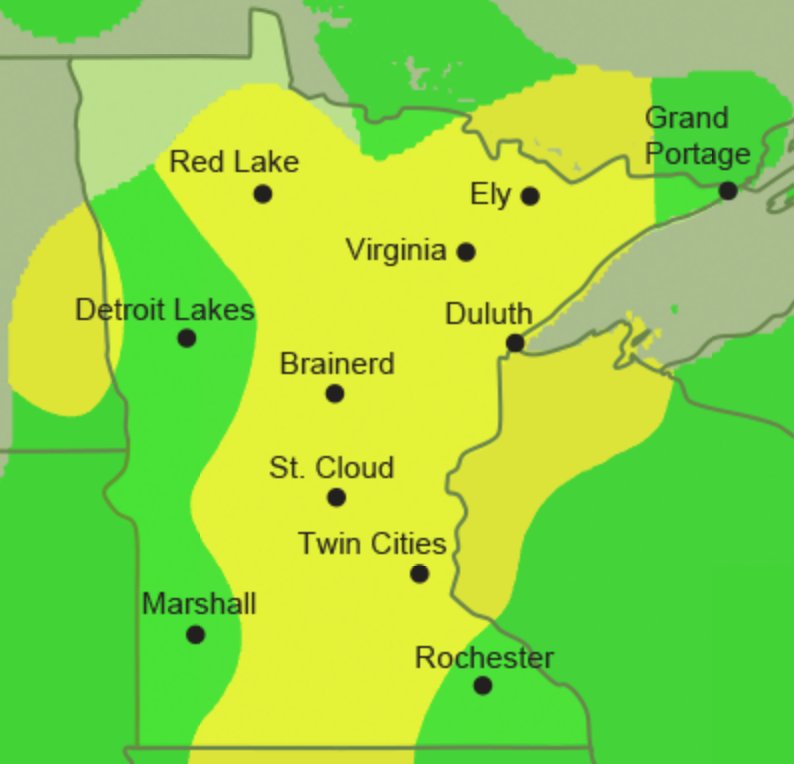 Grand
Portage
Red Lake
Ely
Virginia
Detroit Lakes
Duluth
Brainerd
St. Cloud
Twin Cities
Marshall
Rochester